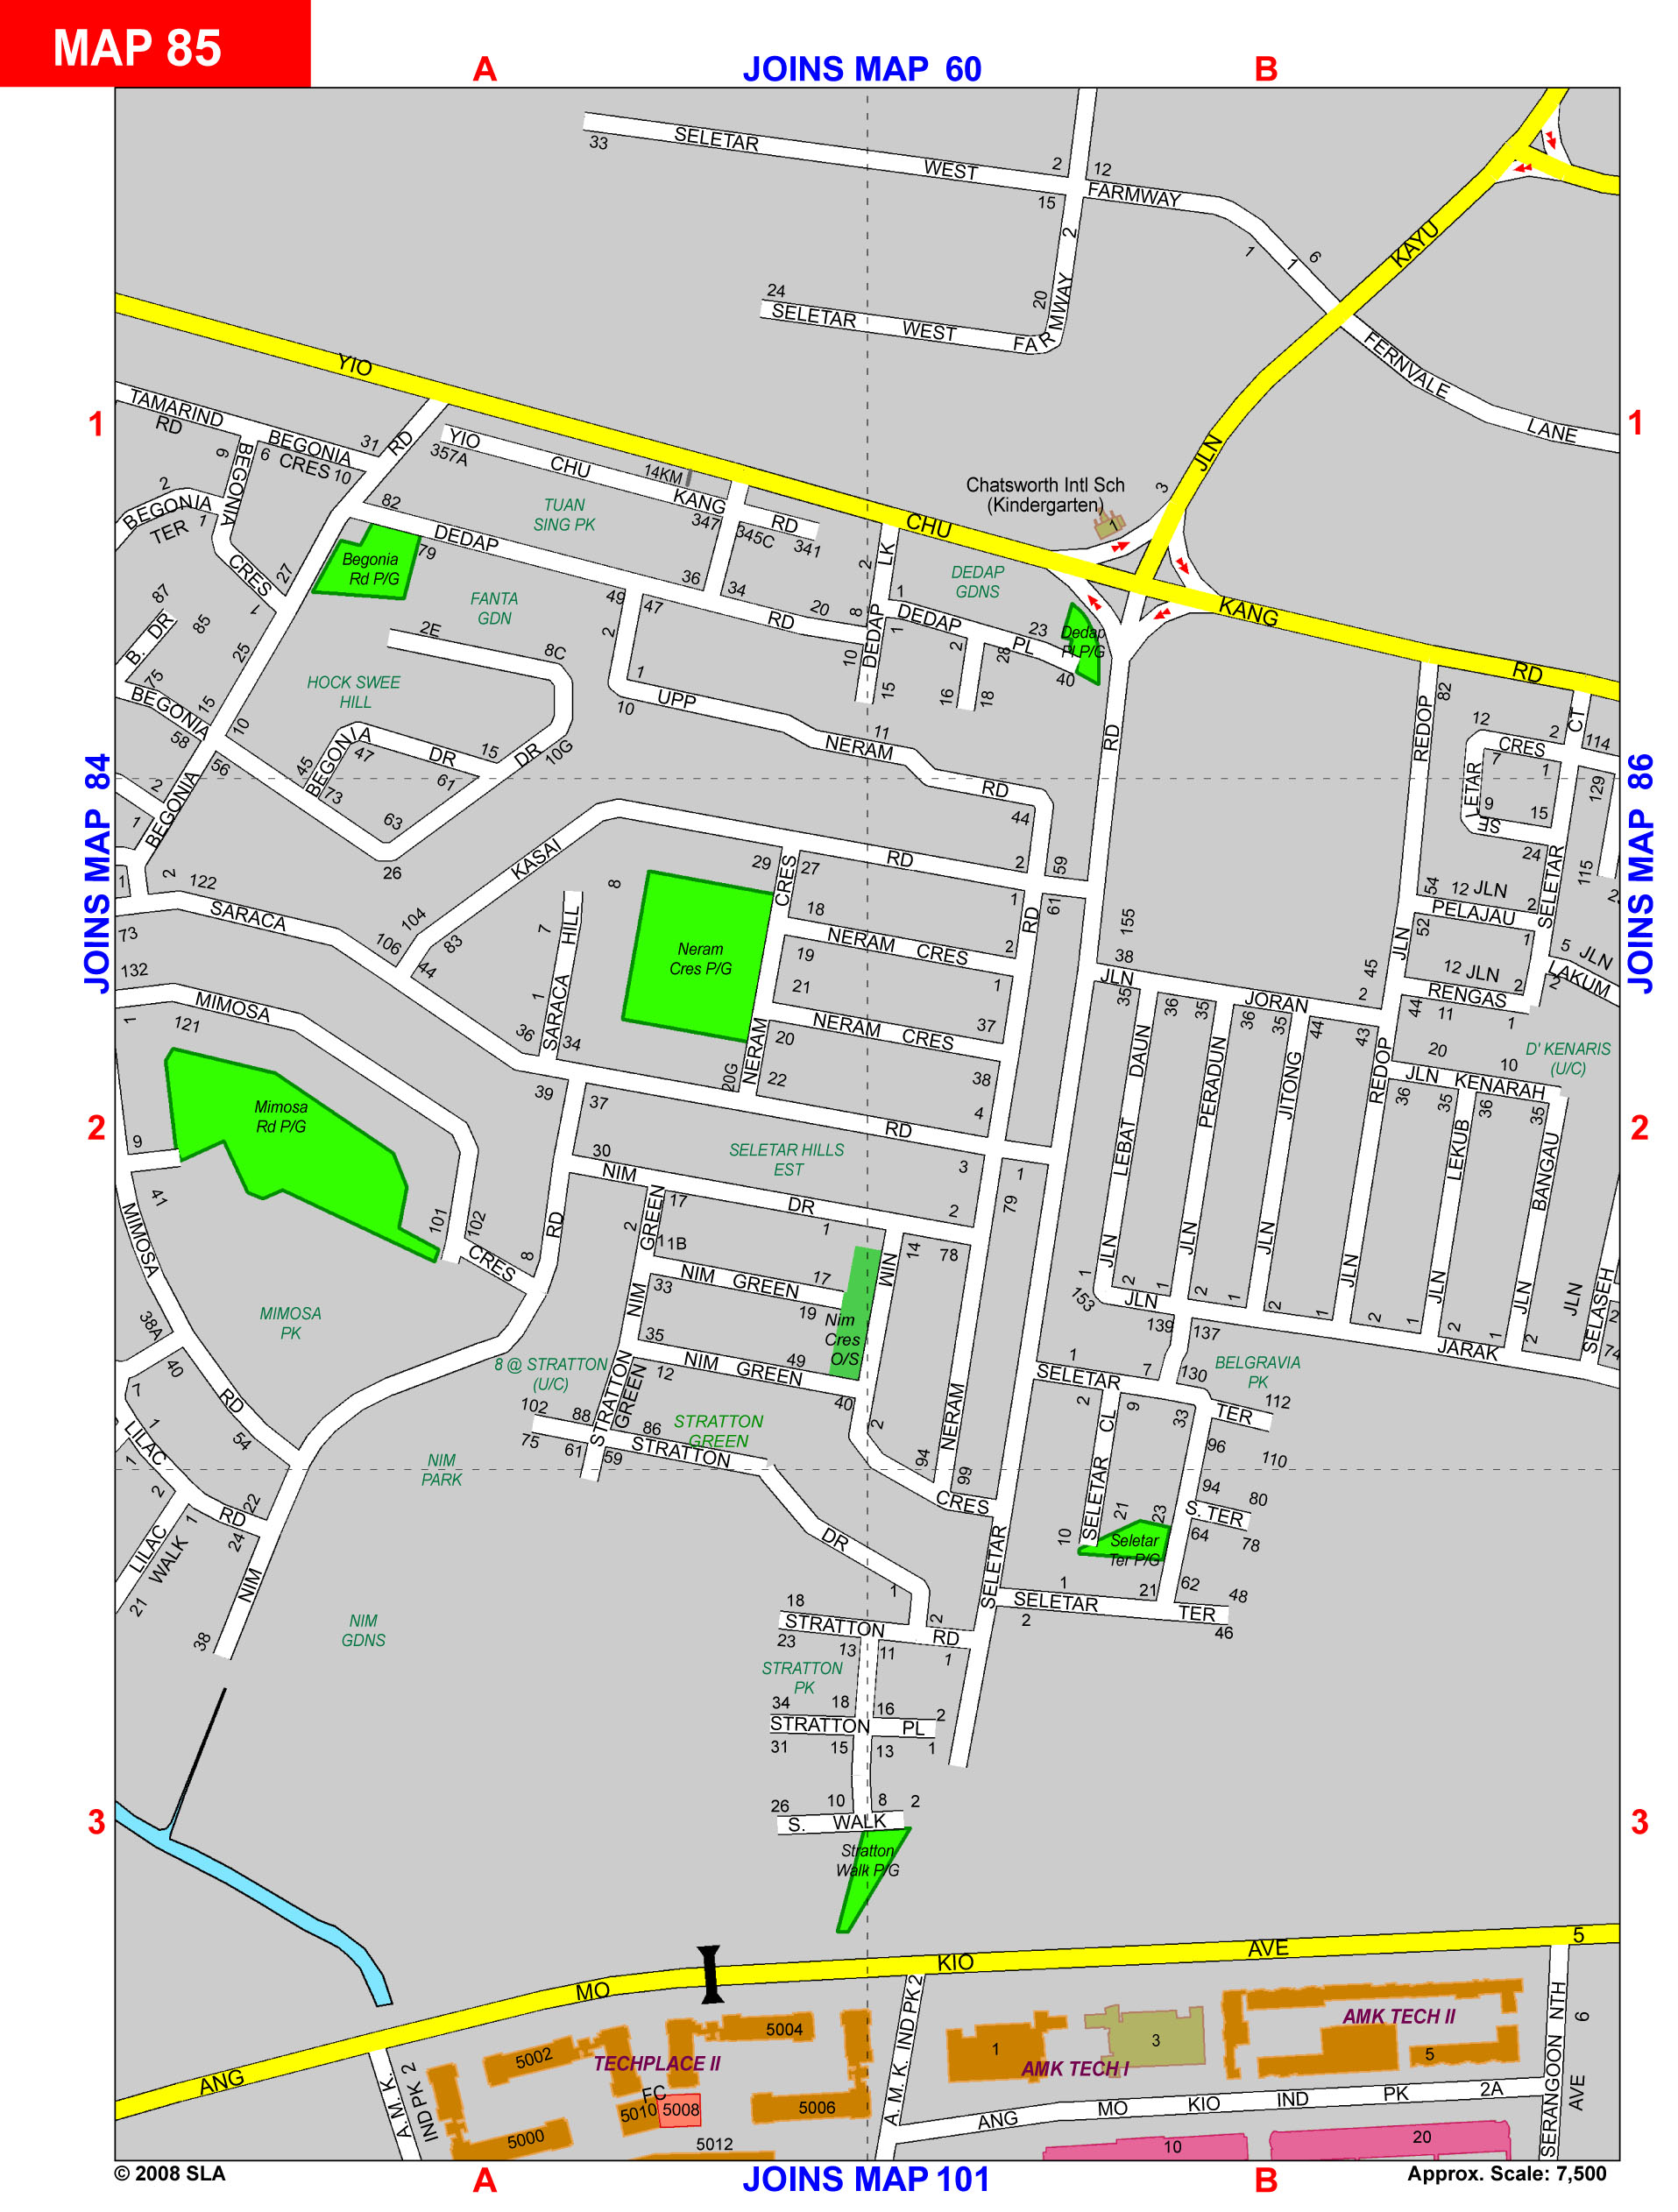 MAP 85
A
JOINS MAP 60
B
SELETAR WEST FARMWAY 1
33
2
12
15
1
6
KAYU
SELETAR WEST FARMWAY 2
24
20
FERNVALE LANE
YIO CHU KANG RD
1
1
TAMARIND
RD
BEGONIA
CRES
6
10
31
RD
YIO CHU KANG RD
357A
14KM
347
345C
341
JLN
3
Chatsworth Intl Sch
(Kindergarten)
1
BEGONIA
CRES
9
6
2
BEGONIA
TER
1
27
1
82
DEDAP RD
79
TUAN
SING PK
Begonia
Rd P/G
FANTA
GDN
36
34
20
8
49
47
2
LK
DEDAP
2
10
15
1
1
DEDAP PL
DEDAP
GDNS
23
28
2
16
18
40
Dedap
Pl P/G
87
B. DR
85
75
25
2E
8C
HOCK SWEE
HILL
BEGONIA
58
15
10
56
BEGONIA DR
45
47
15
61
73
63
26
DR
10G
1
10
UPP NERAM RD
11
44
RD
82
REDOP
12
2
CT
114
CRES
7
1
9
15
SELETAR
24
129
115
JOINS MAP 84
JOINS MAP 86
2
1
BEGONIA
1
2
122
SARACA RD
73
132
KASAI RD
104
106
83
44
29
CRES
27
2
59
1
61
8
7
SARACA HILL
1
36
34
Neram
Cres P/G
18
NERAM CRES
2
19
1
21
NERAM CRES
37
20
NERAM
20G
22
38
4
RD
155
38
JLN JORAN
35
36
35
36
35
44
43
2
45
54
52
12 JLN
PELAJAU
2
1
SELETAR
5 JLN
LAKUM
2
12 JLN
RENGAS
2
44
11
1
D' KENARIS
(U/C)
20
10
JLN KENARAH
36
35
36
35
MIMOSA
1
121
Mimosa
Rd P/G
2
2
9
41
MIMOSA
101
102
CRES
8
39
37
30
NIM DR
SELETAR HILLS
EST
3
1
79
2
17
1
14
78
GREEN
2
11B
NIM GREEN
17
33
19
NIM
35
NIM GREEN
49
12
40
Nim
Cres
O/S
NIM
2
JLN LEBAT DAUN
JLN PERADUN
JLN JITONG
JLN REDOP
JLN LEKUB
JLN BANGAU
JLN
SELASEH
1
2
1
2
1
2
1
2
1
2
1
2
153
JLN JARAK
139
137
74
2
MIMOSA
PK
38A
40
7
1
LILAC RD
1
54
RD
8 @ STRATTON
(U/C)
102
88
75
61
59
86
STRATTON
GREEN
STRATTON DR
STRATTON
GREEN
NIM
PARK
94
99
NERAM
CRES
1
SELETAR TER
7
130
2
9
33
BELGRAVIA
PK
112
96
110
SELETAR CL
21
23
10
94
80
S. TER
64
78
Seletar
Ter P/G
62
48
1
21
SELETAR TER
2
46
2
LILAC
WALK
1
22
24
21
NIM
38
NIM
GDNS
SELETAR
18
STRATTON RD
23
13
11
1
2
1
STRATTON
PK
34
18
16
2
STRATTON PL
31
15
13
1
3
3
26
10
8
2
S. WALK
Stratton
Walk P/G
ANG MO KIO AVE 5
A. M. K.
IND PK 2
5002
5004
TECHPLACE II
FC
5010
5008
5006
5000
5012
A. M. K. IND PK 2
1
AMK TECH I
3
AMK TECH II
5
ANG MO KIO IND PK 2A
10
20
SERANGOON NTH
AVE
6
© 2008 SLA
A
JOINS MAP 101
B
Approx. Scale: 7,500